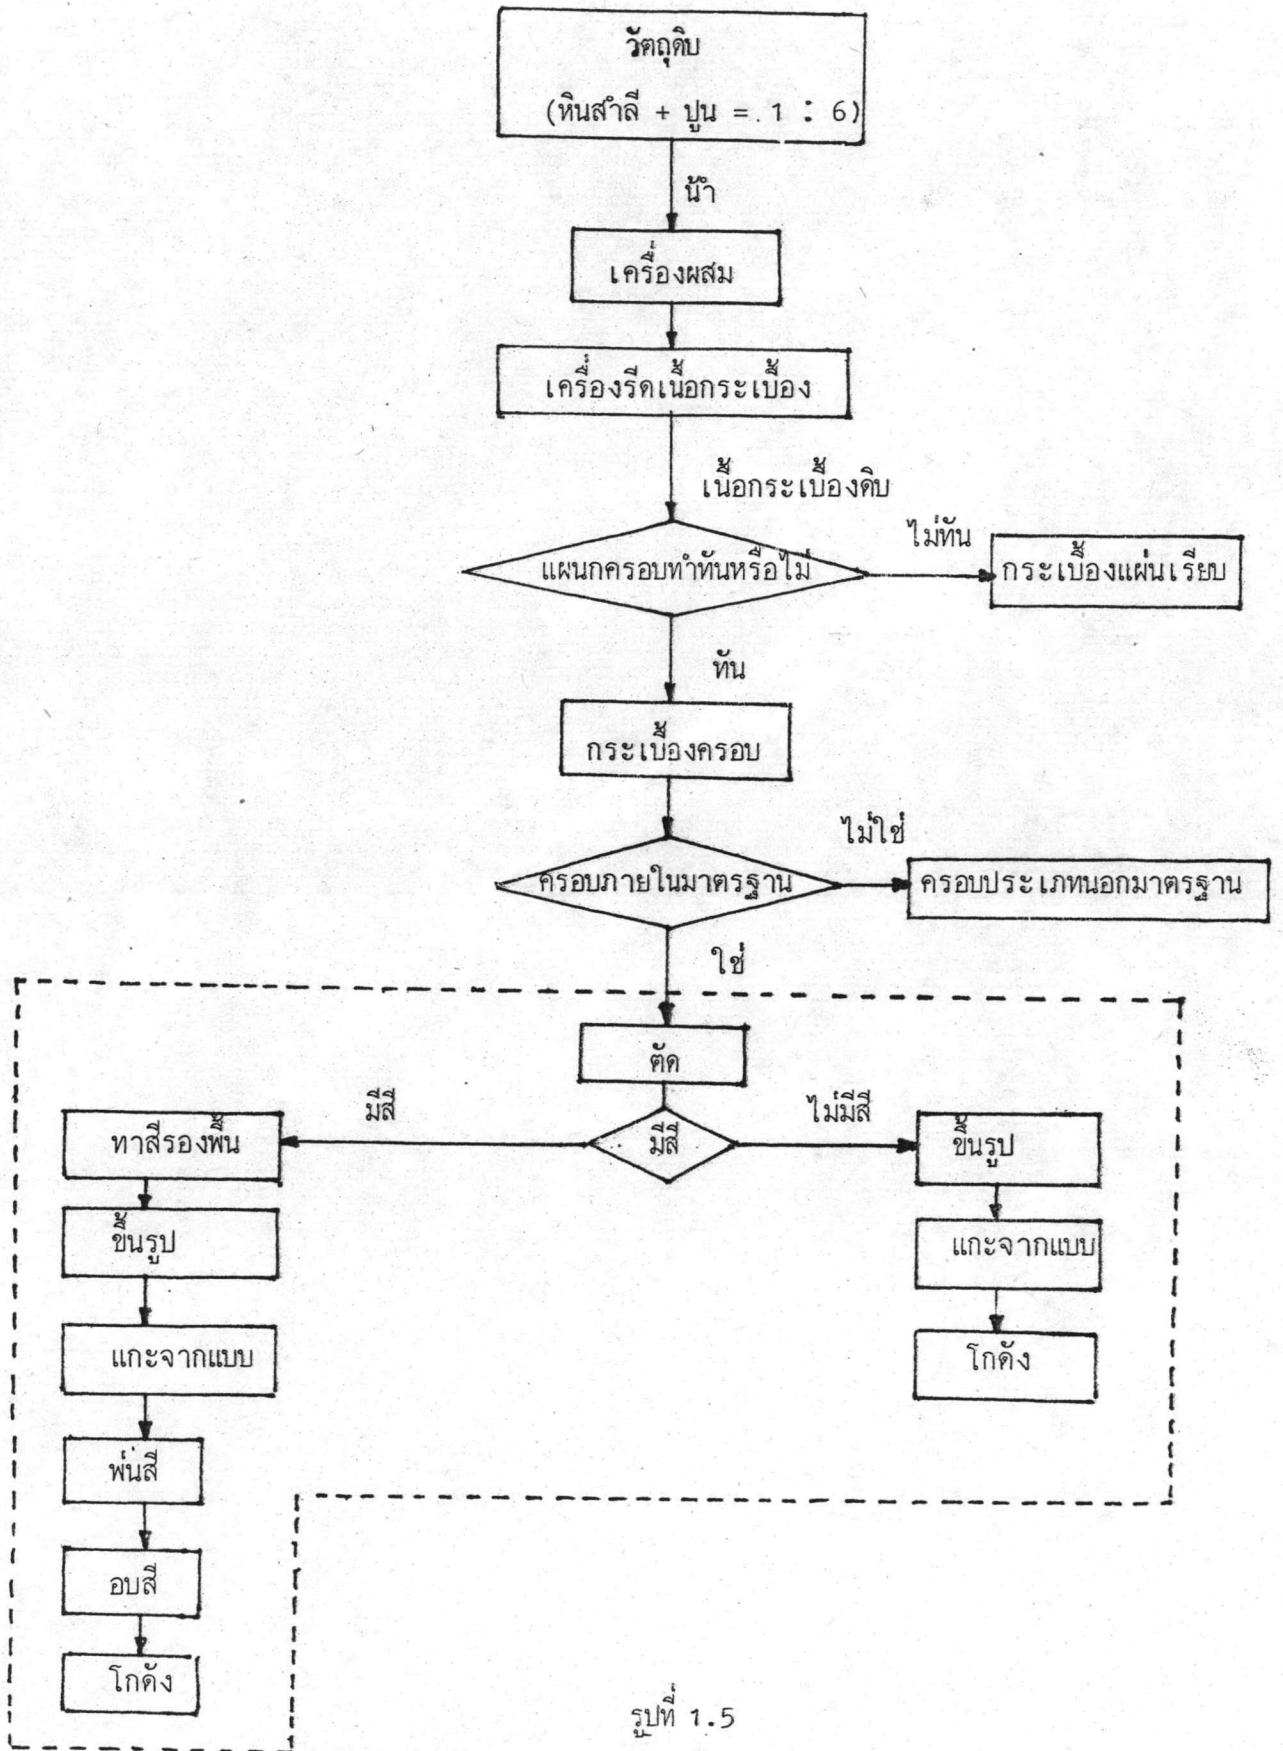 วัตถุดิบ
(หินสำลี + ปูน = 1 : 6)
น้ำ
เครื่องผสม
เครื่องรีดเนื้อกระเบื้อง
เนื้อกระเบื้องดิบ
แผนกครอบทำทันหรือไม่
ไม่ทัน
กระเบื้องแผ่นเรียบ
ทัน
กระเบื้องครอบ
ครอบภายในมาตรฐาน
ไม่ใช่
ครอบประเภทนอกมาตรฐาน
ใช่
ตัด
มีสี
มีสี
ไม่มีสี
ทาสีรองพื้น
ขึ้นรูป
แกะจากแบบ
พ่นสี
อบสี
โกดัง
ขึ้นรูป
แกะจากแบบ
โกดัง
รูปที่ 1.5